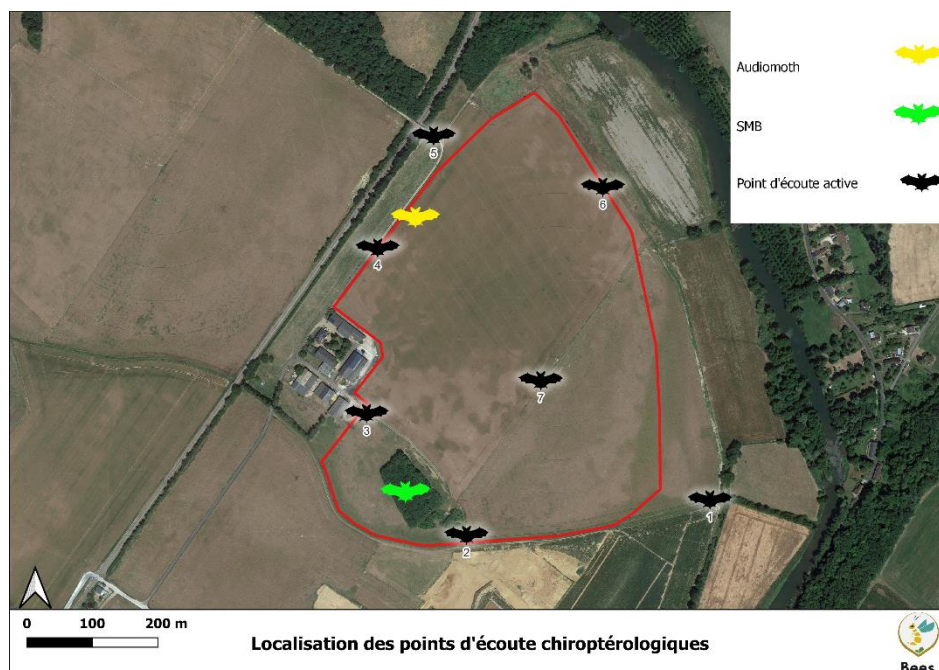 Audiomoth
SMB
Point d'écoute active
5
6
4
7
3
1
2
0 100 200 m
Localisation des points d'écoute chiroptérologiques
Bees